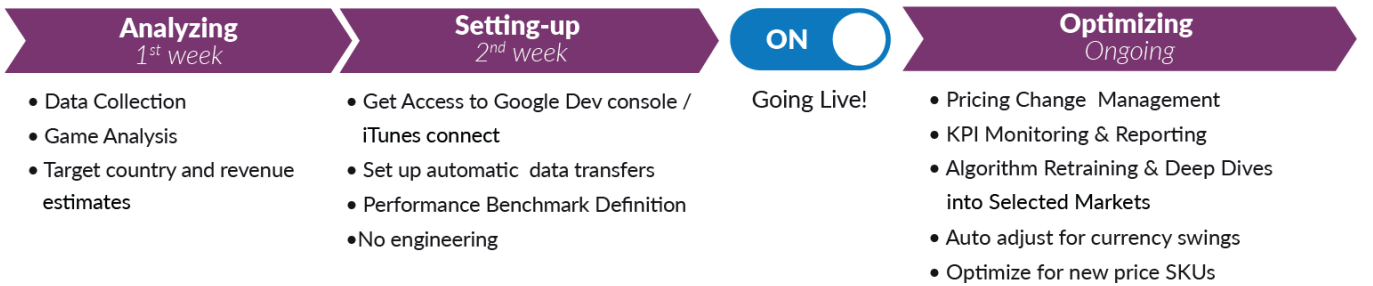 Analyzing
1st week
• Data Collection
• Game Analysis
• Target country and revenue
estimates
Setting-up
2nd week
• Get Access to Google Dev console /
iTunes connect
• Set up automatic data transfers
• Performance Benchmark Definition
•No engineering
ON
Going Live!
Optimizing
Ongoing
• Pricing Change Management
• KPI Monitoring & Reporting
• Algorithm Retraining & Deep Dives
into Selected Markets
• Auto adjust for currency swings
• Optimize for new price SKUs